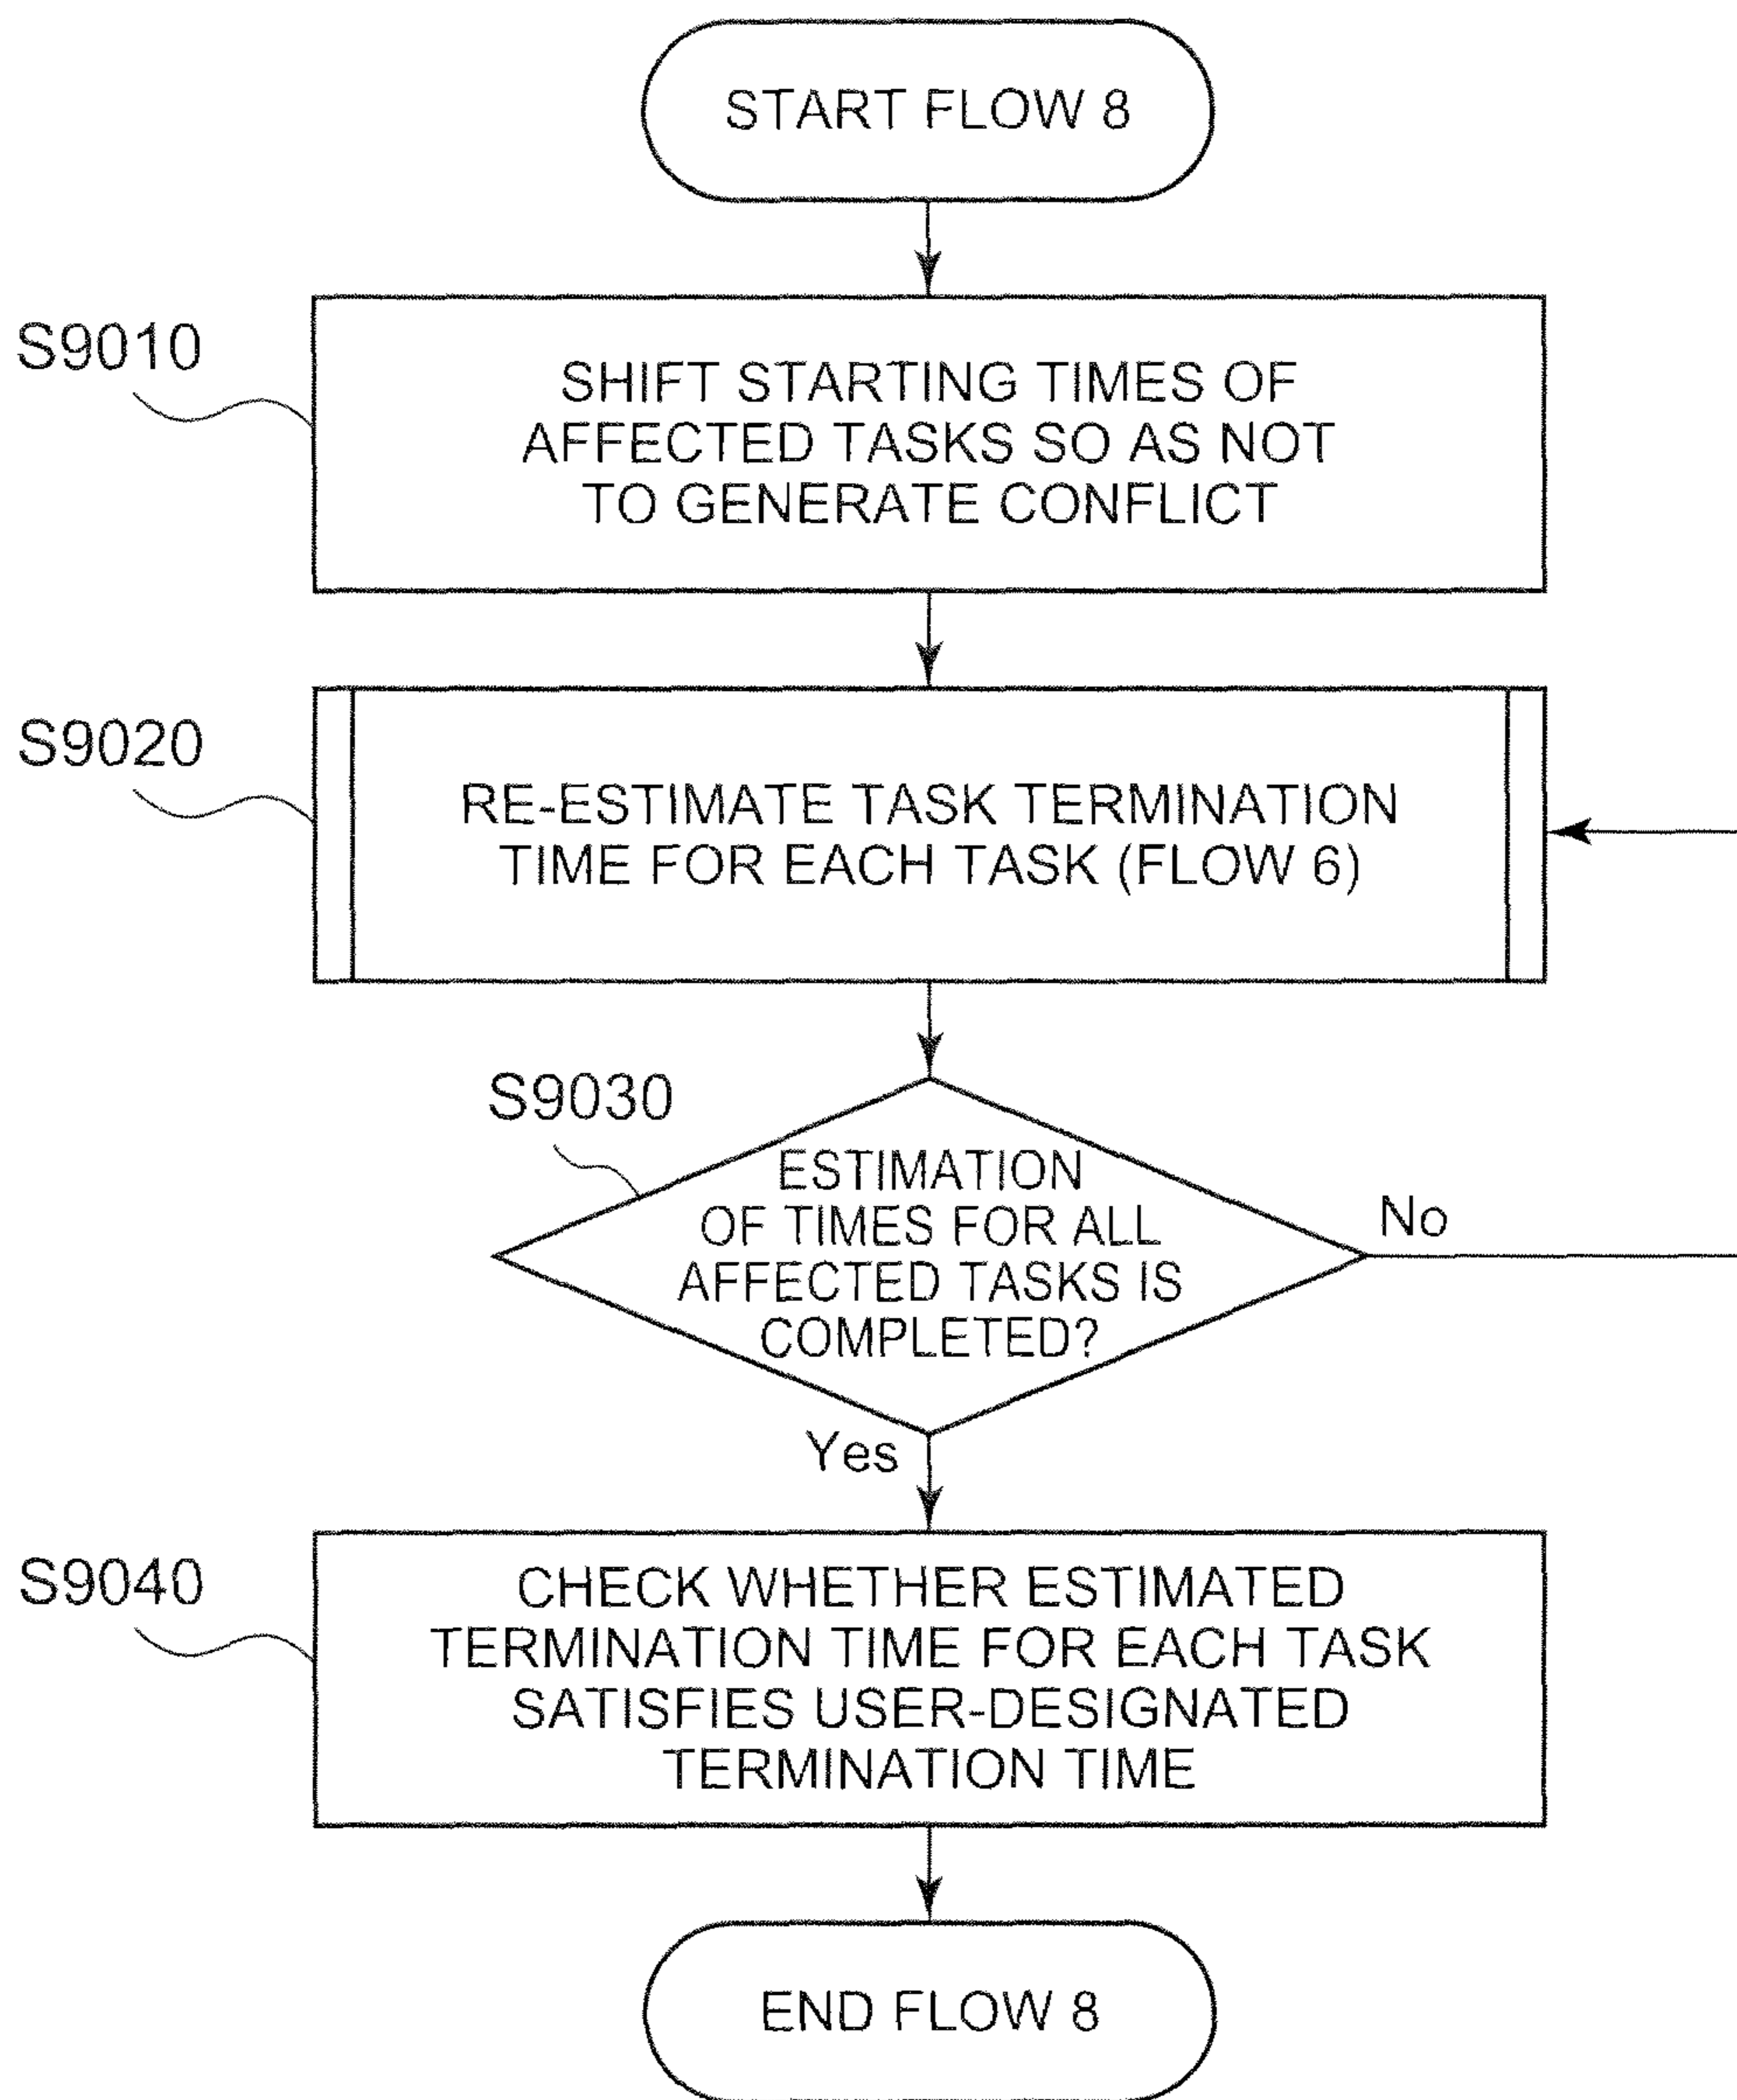 START FLOW 8
S9010
SHIFT STARTING TIMES OF
AFFECTED TASKS SO AS NOT
TO GENERATE CONFLICT
S9020
RE-ESTIMATE TASK TERMINATION
TIME FOR EACH TASK (FLOW 6)
S9030
ESTIMATION
OF TIMES FOR ALL
AFFECTED TASKS IS
COMPLETED?
No
Yes
S9040
CHECK WHETHER ESTIMATED
TERMINATION TIME FOR EACH TASK
SATISFIES USER-DESIGNATED
TERMINATION TIME
END FLOW 8